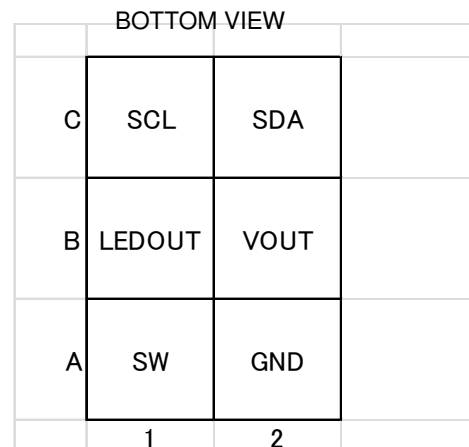 BOTTOM VIEW
C SCL SDA
B LEDOUT VOUT
A SW GND
1 2